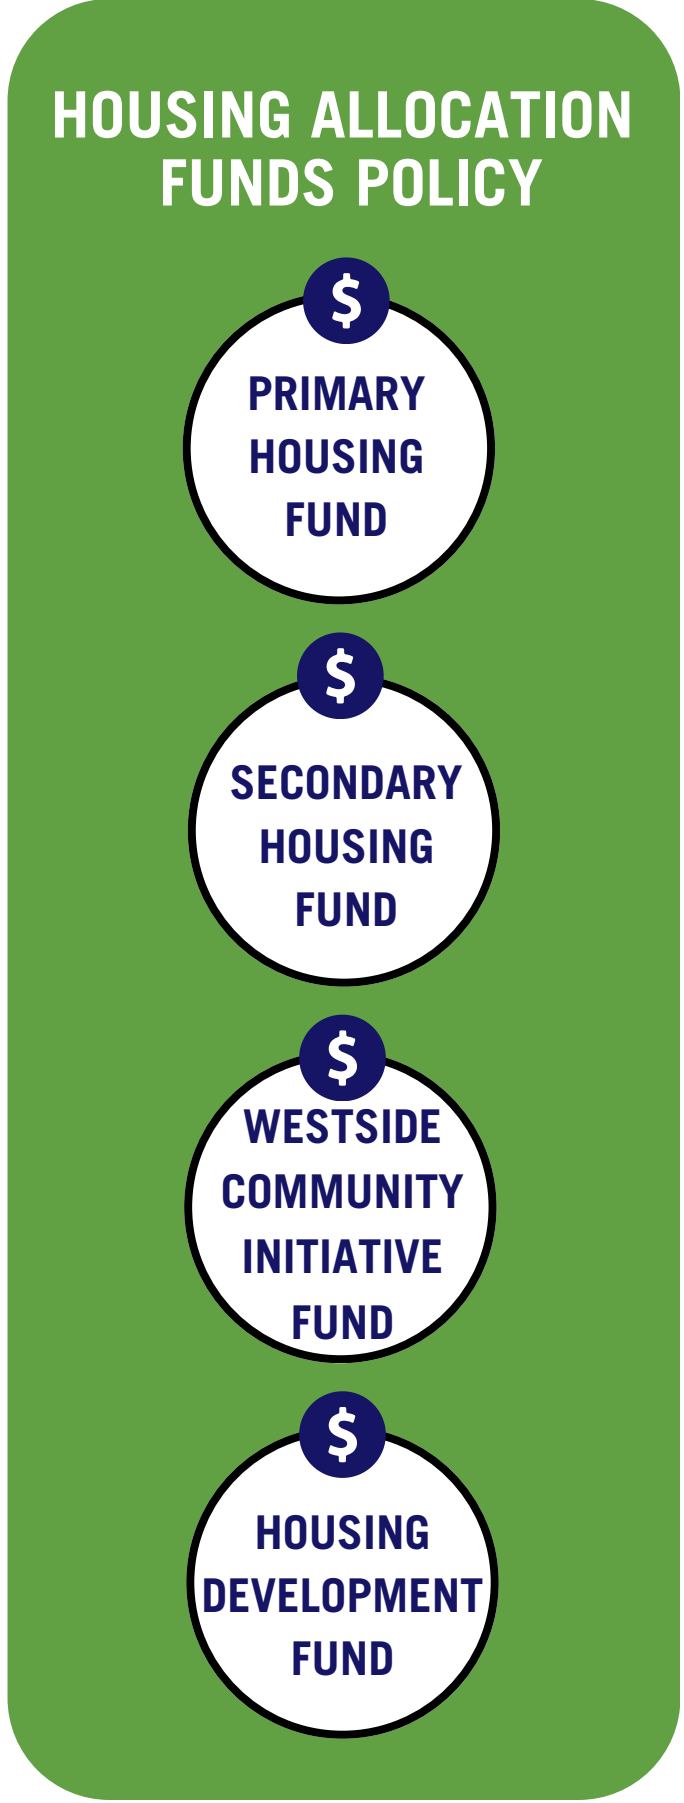 HOUSING ALLOCATION
FUNDS POLICY
$
PRIMARY
HOUSING
FUND
$
SECONDARY
HOUSING
FUND
$
WESTSIDE
COMMUNITY
INITIATIVE
FUND
$
HOUSING
DEVELOPMENT
FUND